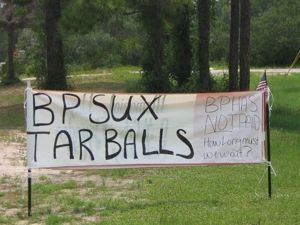 BP SUX
TAR BALLS
BP HAS
NOT PAID
How Long must
we wait?